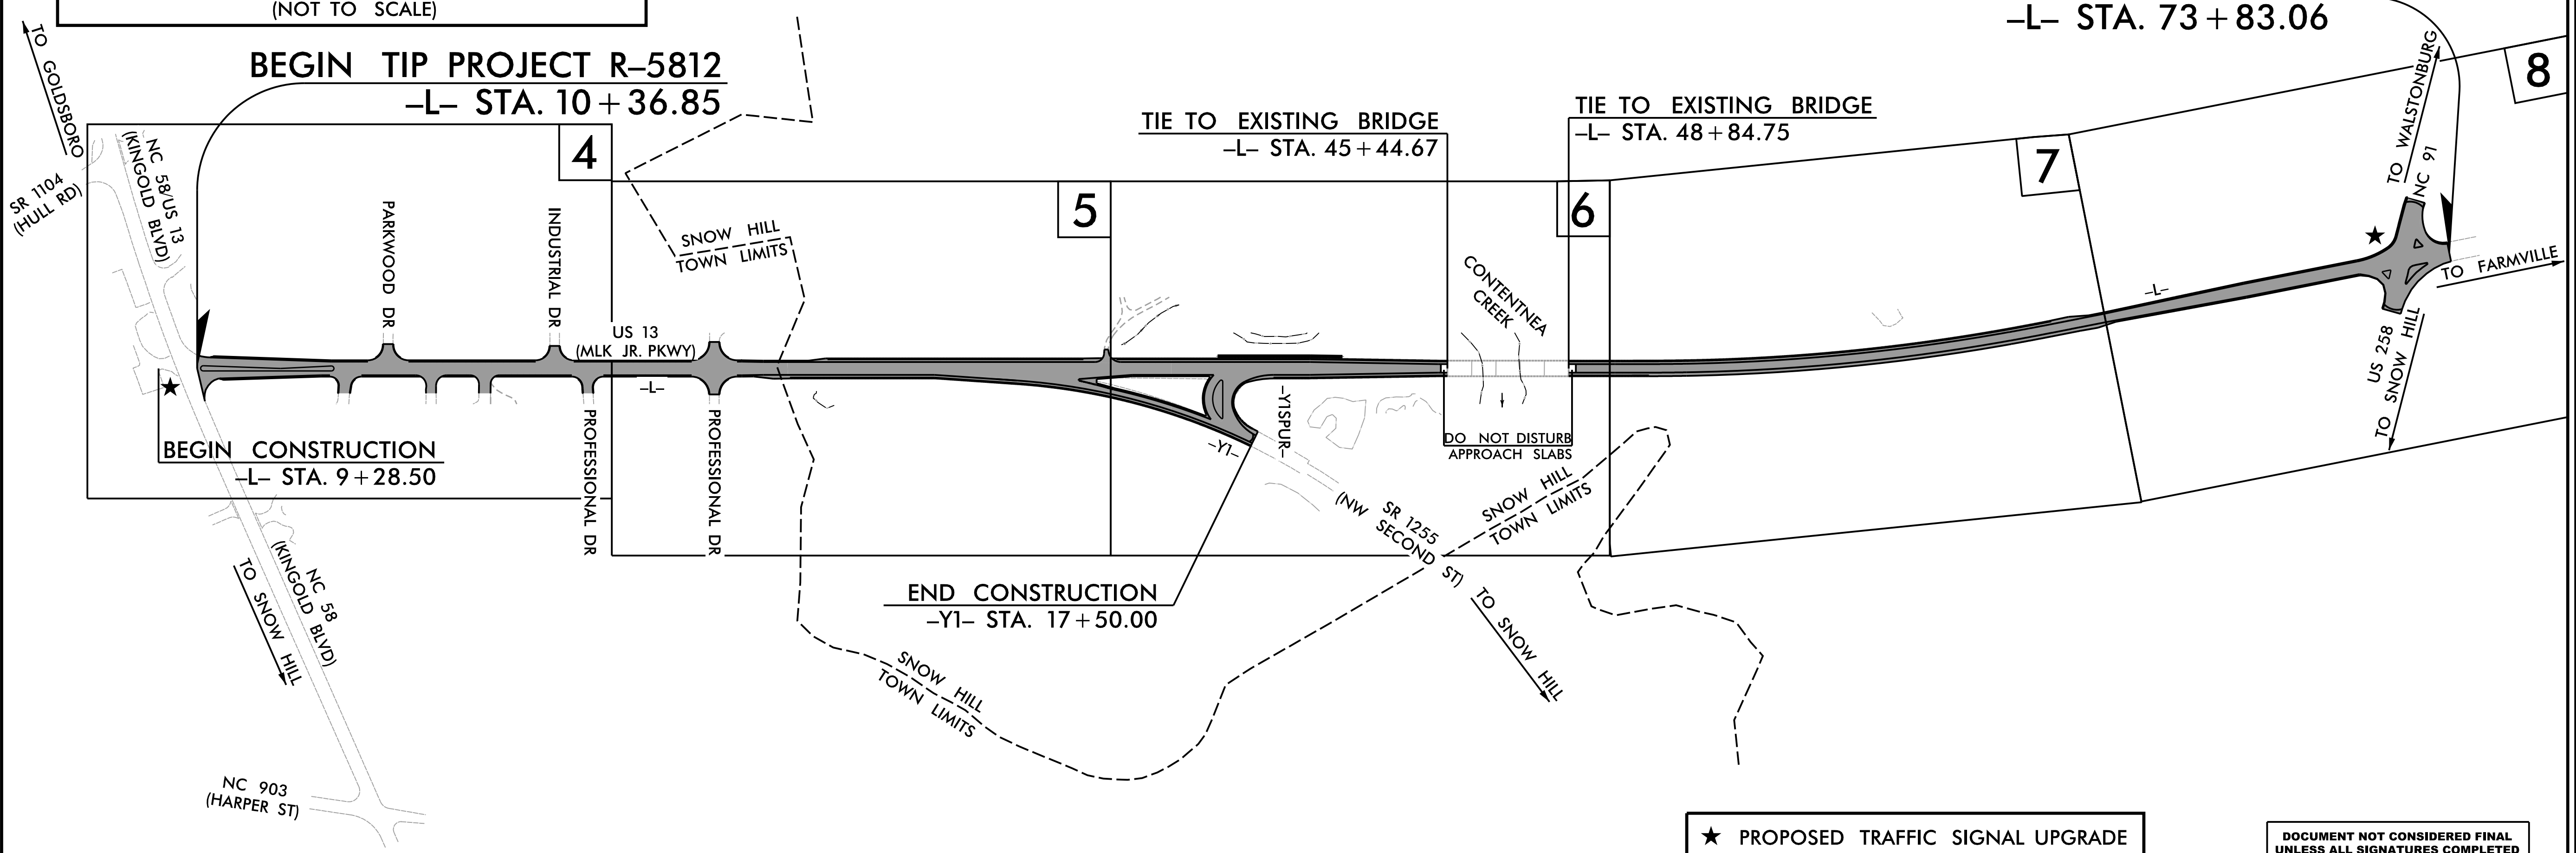 (NOT TO SCALE)
–L– STA. 73+83.06
BEGIN TIP PROJECT R–5812
–L– STA. 10+36.85
TO GOLDSBORO
SR 1104
(HULL RD)
NC 58/US 13
(KINGOLD BLVD)
4
PARKWOOD DR
INDUSTRIAL DR
US 13
(MLK JR. PKWY)
–L–
SNOW HILL
TOWN LIMITS
5
TIE TO EXISTING BRIDGE
–L– STA. 45+44.67
TIE TO EXISTING BRIDGE
–L– STA. 48+84.75
6
CONTENTNEA
CREEK
7
8
TO WALSTONBURG
NC 91
TO FARMVILLE
–L–
US 258
TO SNOW HILL
BEGIN CONSTRUCTION
–L– STA. 9+28.50
PROFESSIONAL DR
PROFESSIONAL DR
–Y1–
–Y1SPUR–
DO NOT DISTURB
APPROACH SLABS
SNOW HILL
TOWN LIMITS
SR 1255
(NW SECOND ST)
TO SNOW HILL
END CONSTRUCTION
–Y1– STA. 17+50.00
NC 58
(KINGOLD BLVD)
TO SNOW HILL
SNOW HILL
TOWN LIMITS
NC 903
(HARPER ST)
★ PROPOSED TRAFFIC SIGNAL UPGRADE
DOCUMENT NOT CONSIDERED FINAL
UNLESS ALL SIGNATURES COMPLETED